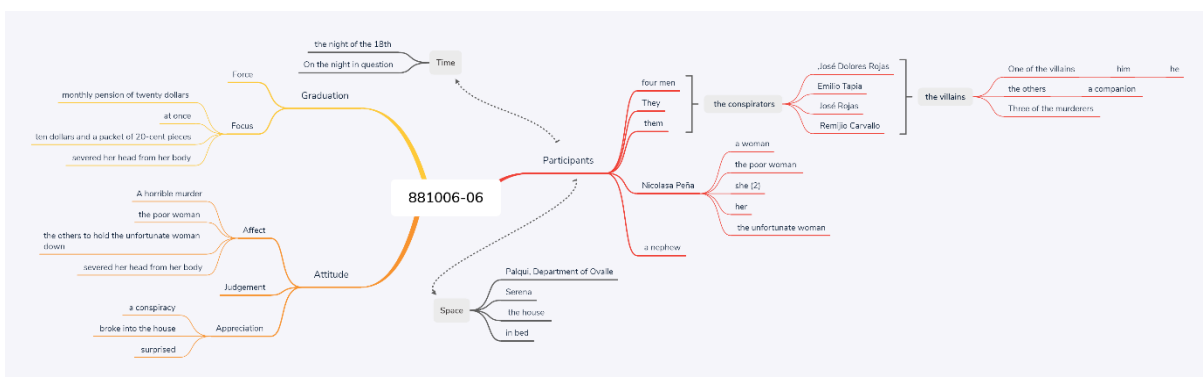 881006-06
Time
the night of the 18th
On the night in question
Graduation
Force
Focus
monthly pension of twenty dollars
at once
ten dollars and a packet of 20-cent pieces
severed her head from her body
Attitude
Affect
A horrible murder
the poor woman
the others to hold the unfortunate woman
down
severed her head from her body
Judgement
Appreciation
a conspiracy
broke into the house
surprised
Participants
four men
They
them
the conspirators
,José Dolores Rojas
Emilio Tapia
José Rojas
Remijio Carvallo
the villains
One of the villains
him
he
the others
a companion
Three of the murderers
Nicolasa Peña
a woman
the poor woman
she (2)
her
the unfortunate woman
a nephew
Space
Palqui, Department of Ovalle
Serena
the house
in bed